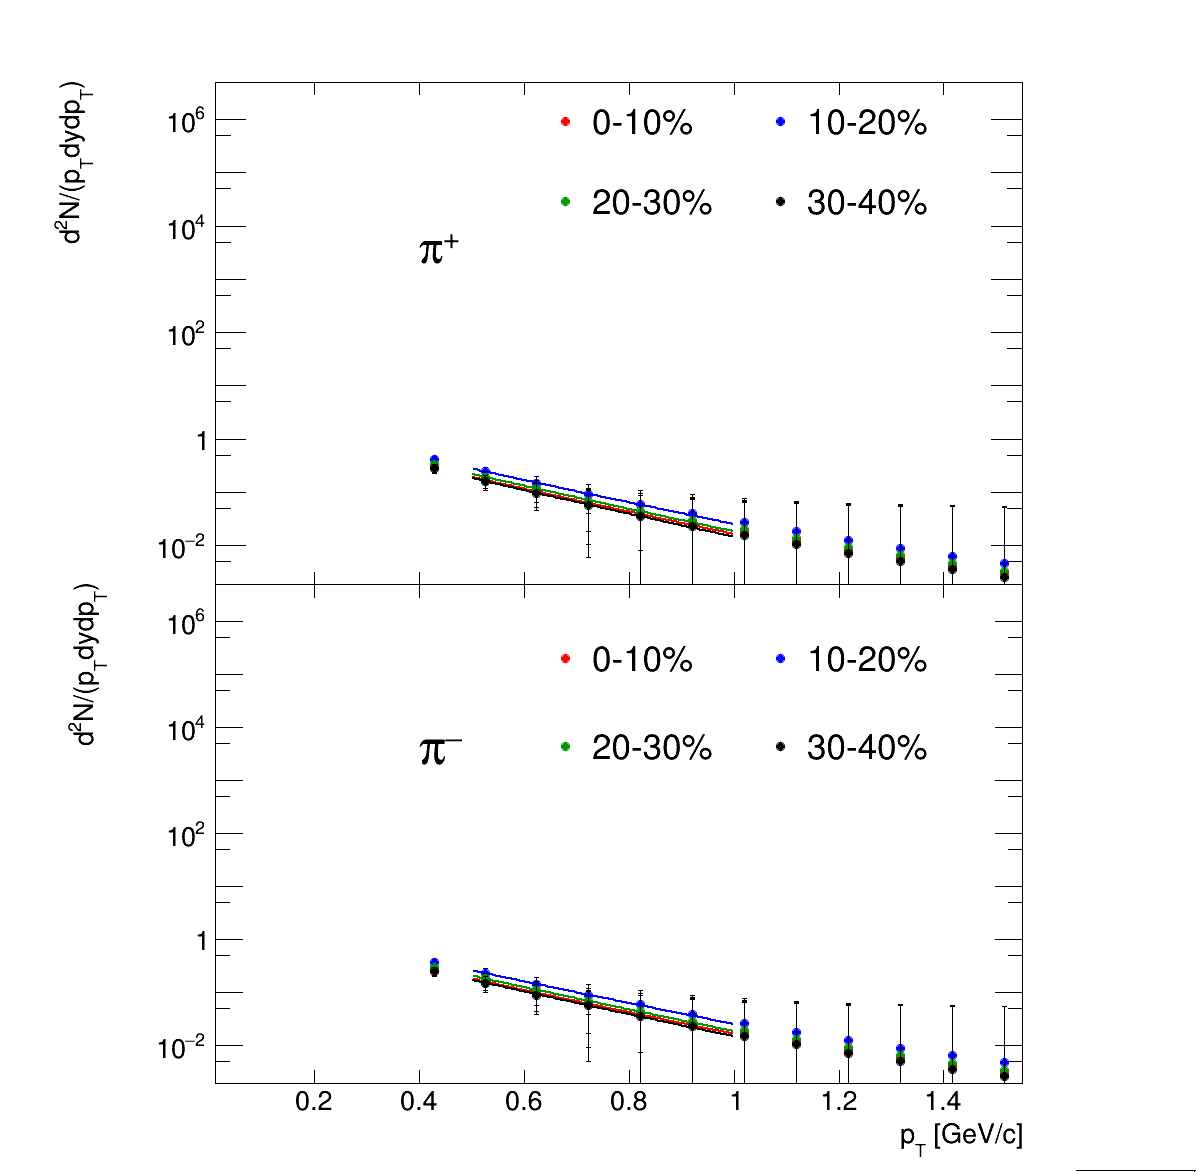 d²N/(p_T dydp_T)
10⁶
10⁴
10²
1
10⁻²
0-10% 10-20%
20-30% 30-40%
π⁺
d²N/(p_T dydp_T)
10⁶
10⁴
10²
1
10⁻²
0-10% 10-20%
20-30% 30-40%
π⁻
0.2 0.4 0.6 0.8 1 1.2 1.4
p_T [GeV/c]